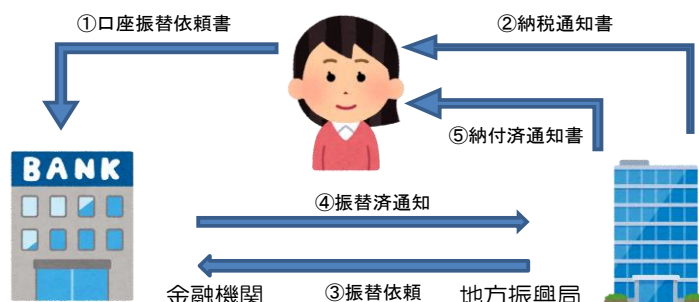 ①口座振替依頼書
②納税通知書
⑤納付済通知書
BANK
④振替済通知
金融機関
③振替依頼
地方振興局